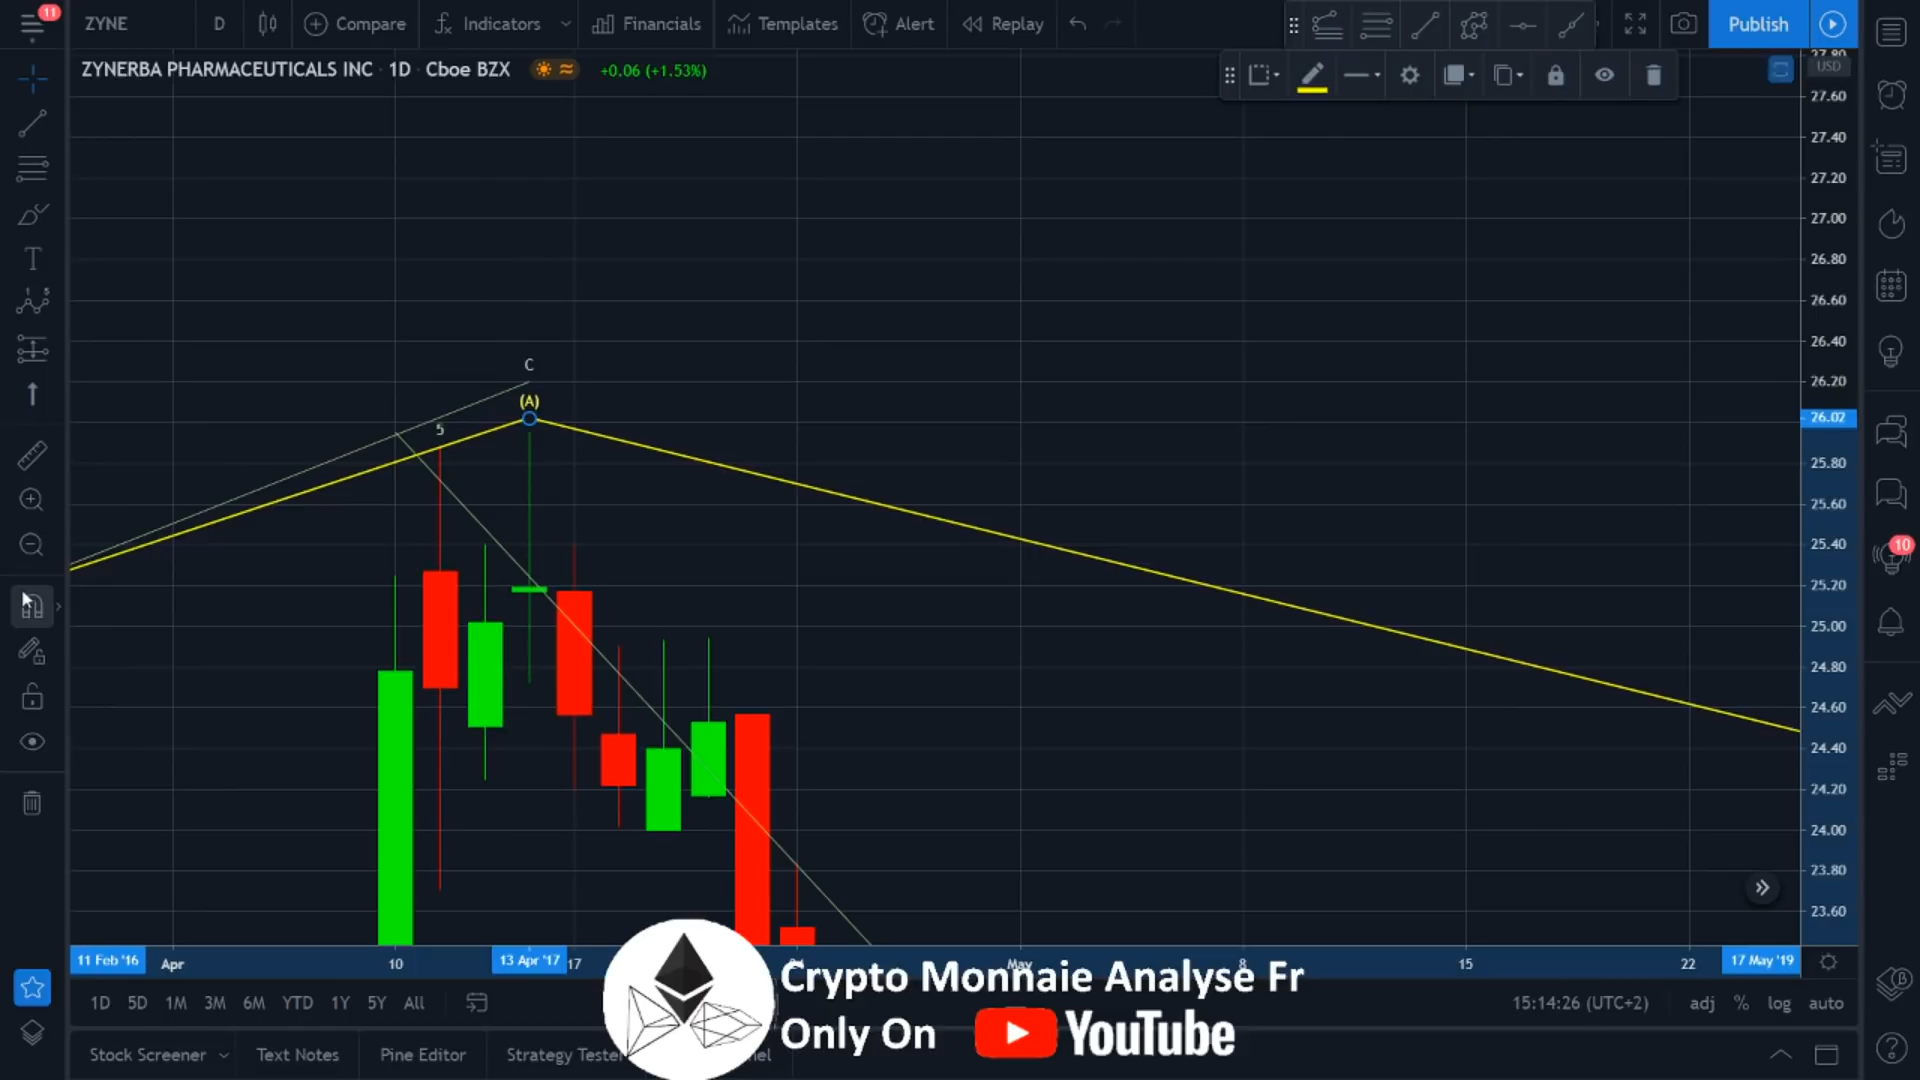 11
ZYNE D Compare Indicators Financials Templates Alert Replay Publish
ZYNERBA PHARMACEUTICALS INC · 1D · Cboe BZX +0.06 (+1.53%)
USD
27.60
27.40
27.20
27.00
26.80
26.60
26.40
26.20
26.02
25.80
25.60
25.40
25.20
25.00
24.80
24.60
24.40
24.20
24.00
23.80
23.60
C
(A)
5
10
11 Feb '16 Apr 10 13 Apr '17 17 May 8 15 22 17 May '19
1D 5D 1M 3M 6M YTD 1Y 5Y All 15:14:26 (UTC+2) adj % log auto
Stock Screener Text Notes Pine Editor Strategy Tester
Crypto Monnaie Analyse Fr
Only On YouTube